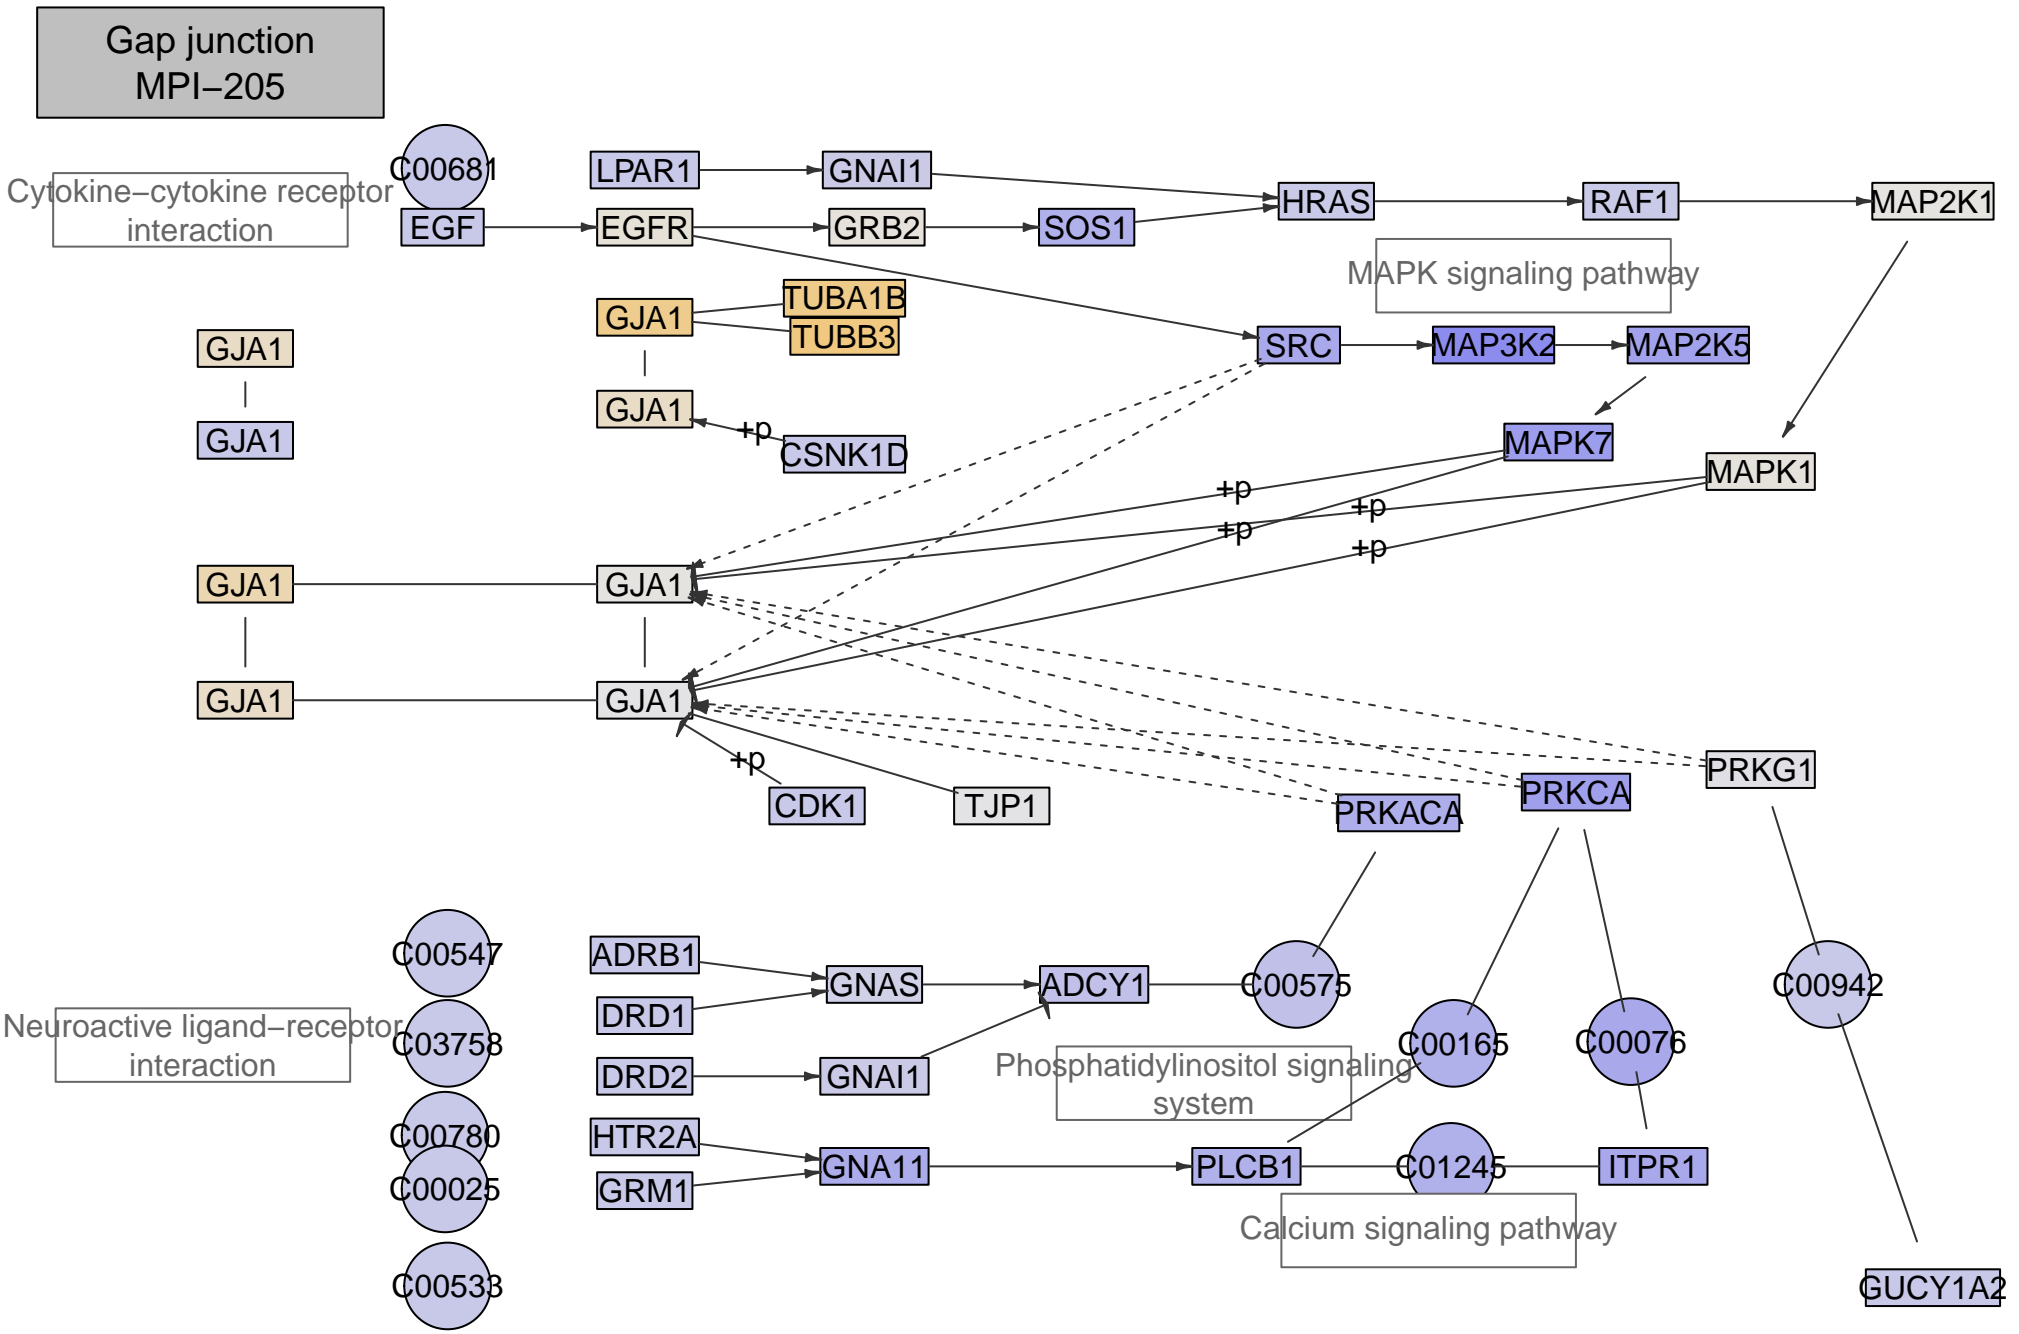 Gap junction
MPI−205
C00681
LPAR1
GNAI1
Cytokine−cytokine receptor
interaction
HRAS
RAF1
MAP2K1
EGF
EGFR
GRB2
SOS1
MAPK signaling pathway
TUBA1B
GJA1
TUBB3
GJA1
SRC
MAP3K2
MAP2K5
GJA1
+p
GJA1
CSNK1D
MAPK7
MAPK1
+p
+p
+p
+p
GJA1
GJA1
GJA1
GJA1
+p
CDK1
TJP1
PRKACA
PRKCA
PRKG1
C00547
ADRB1
GNAS
ADCY1
C00575
C00942
DRD1
Neuroactive ligand−receptor
interaction
C03758
C00165
C00076
DRD2
GNAI1
Phosphatidylinositol signaling
system
C00780
HTR2A
GNA11
PLCB1
C01245
ITPR1
C00025
GRM1
Calcium signaling pathway
C00533
GUCY1A2